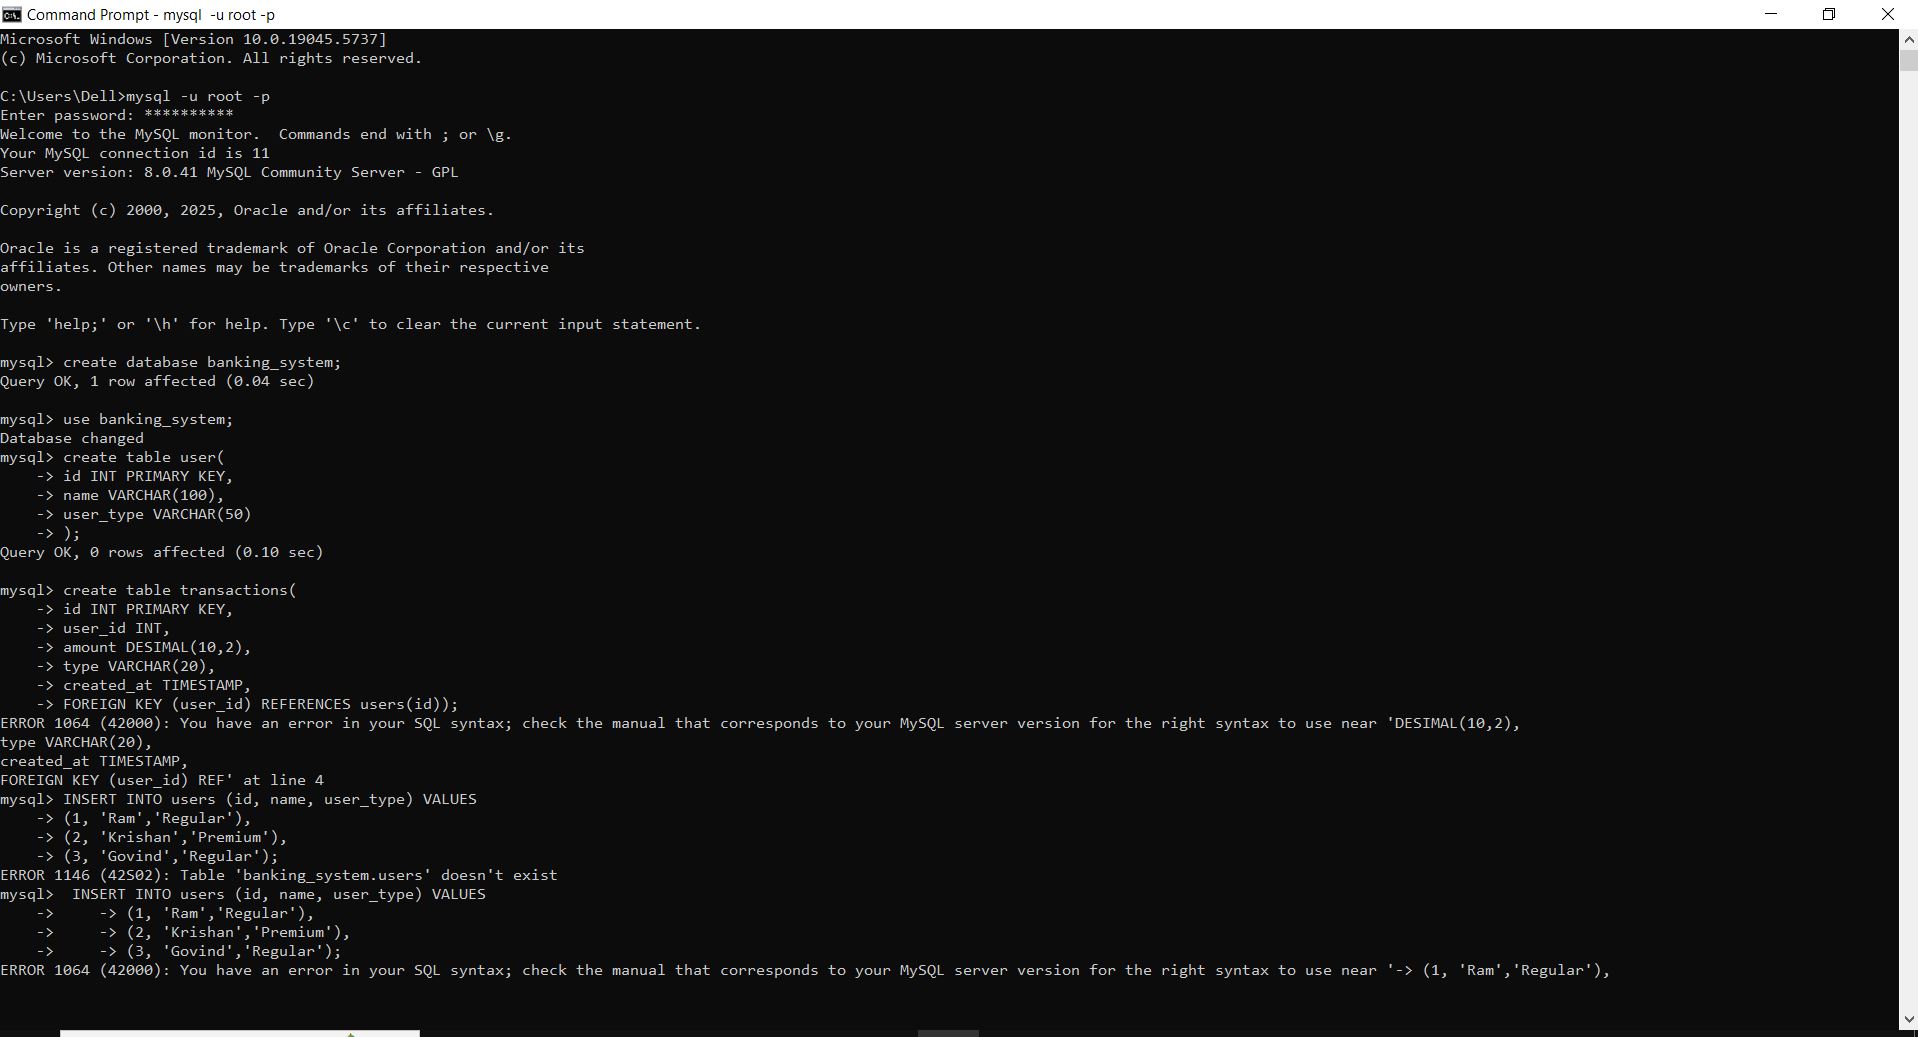 Command Prompt - mysql  -u root -p
Microsoft Windows [Version 10.0.19045.5737]
(c) Microsoft Corporation. All rights reserved.
C:\Users\Dell>mysql -u root -p
Enter password: **********
Welcome to the MySQL monitor.  Commands end with ; or \g.
Your MySQL connection id is 11
Server version: 8.0.41 MySQL Community Server - GPL
Copyright (c) 2000, 2025, Oracle and/or its affiliates.
Oracle is a registered trademark of Oracle Corporation and/or its
affiliates. Other names may be trademarks of their respective
owners.
Type 'help;' or '\h' for help. Type '\c' to clear the current input statement.
mysql> create database banking_system;
Query OK, 1 row affected (0.04 sec)
mysql> use banking_system;
Database changed
mysql> create table user(
    -> id INT PRIMARY KEY,
    -> name VARCHAR(100),
    -> user_type VARCHAR(50)
    -> );
Query OK, 0 rows affected (0.10 sec)
mysql> create table transactions(
    -> id INT PRIMARY KEY,
    -> user_id INT,
    -> amount DESIMAL(10,2),
    -> type VARCHAR(20),
    -> created_at TIMESTAMP,
    -> FOREIGN KEY (user_id) REFERENCES users(id));
ERROR 1064 (42000): You have an error in your SQL syntax; check the manual that corresponds to your MySQL server version for the right syntax to use near 'DESIMAL(10,2),
type VARCHAR(20),
created_at TIMESTAMP,
FOREIGN KEY (user_id) REF' at line 4
mysql> INSERT INTO users (id, name, user_type) VALUES
    -> (1, 'Ram','Regular'),
    -> (2, 'Krishan','Premium'),
    -> (3, 'Govind','Regular');
ERROR 1146 (42S02): Table 'banking_system.users' doesn't exist
mysql>  INSERT INTO users (id, name, user_type) VALUES
    ->     -> (1, 'Ram','Regular'),
    ->     -> (2, 'Krishan','Premium'),
    ->     -> (3, 'Govind','Regular');
ERROR 1064 (42000): You have an error in your SQL syntax; check the manual that corresponds to your MySQL server version for the right syntax to use near '-> (1, 'Ram','Regular'),